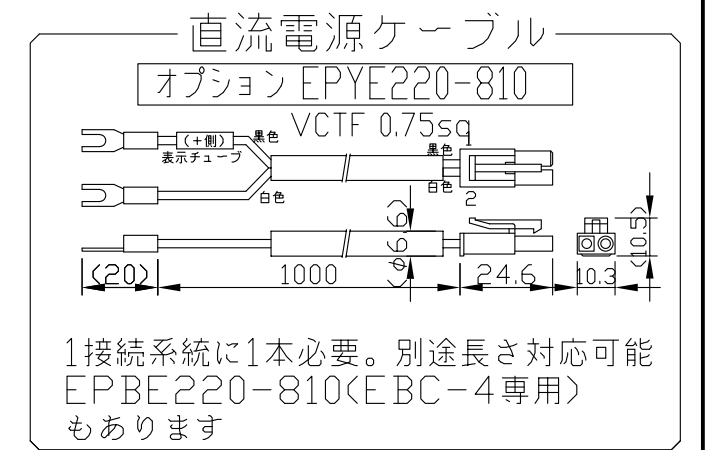 直流電源ケーブル
オプション EPYE220-810
VCTF 0.75sq
(+側)
黒色
表示チューブ
白色
黒色
1
白色
2
(φ6.6)
(10.5)
(20)
1000
24.6
10.3
1接続系統に1本必要。別途長さ対応可能
EPBE220-810(EBC-4専用)
もあります